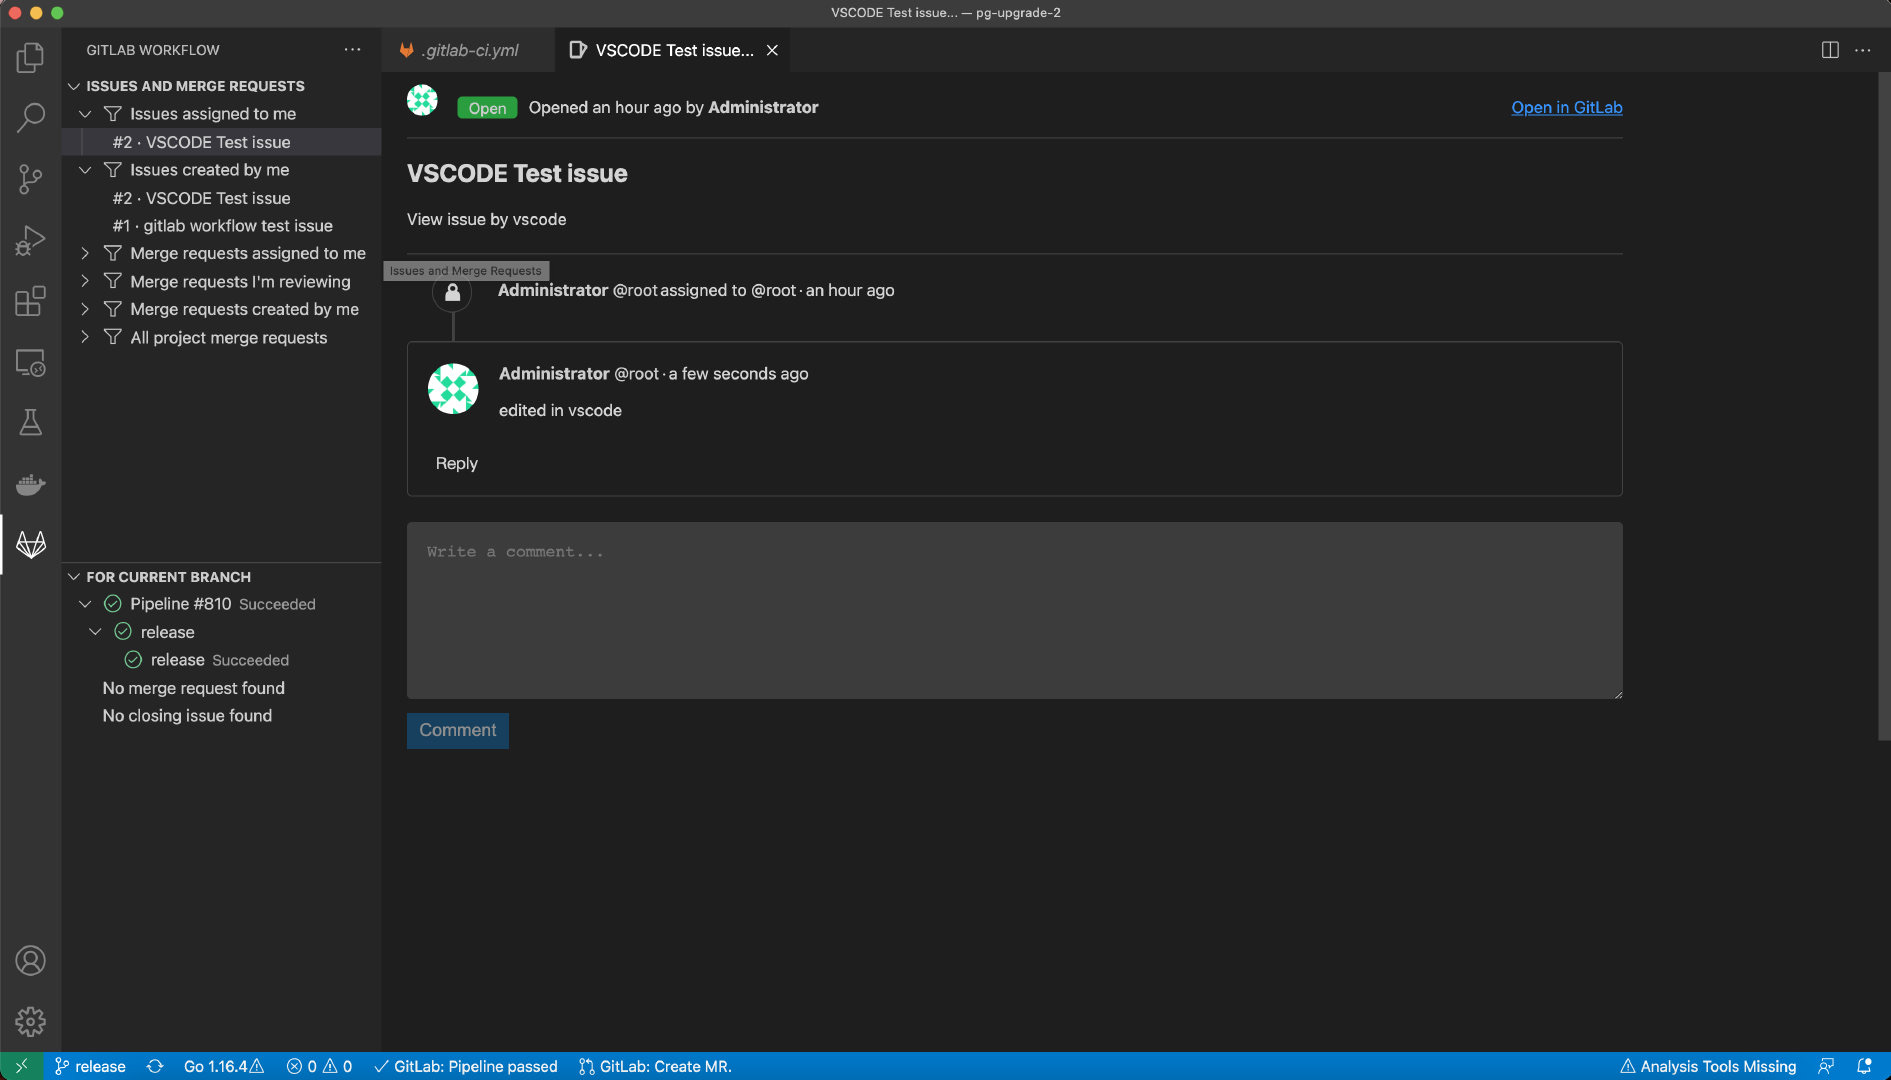 VSCODE Test issue... — pg-upgrade-2
GITLAB WORKFLOW
ISSUES AND MERGE REQUESTS
Issues assigned to me
#2 · VSCODE Test issue
Issues created by me
#2 · VSCODE Test issue
#1 · gitlab workflow test issue
Merge requests assigned to me
Merge requests I'm reviewing
Merge requests created by me
All project merge requests
FOR CURRENT BRANCH
Pipeline #810 Succeeded
release
release Succeeded
No merge request found
No closing issue found
.gitlab-ci.yml
VSCODE Test issue...
Open Opened an hour ago by Administrator
Open in GitLab
VSCODE Test issue
View issue by vscode
Issues and Merge Requests
Administrator @root assigned to @root · an hour ago
Administrator @root · a few seconds ago
edited in vscode
Reply
Write a comment...
Comment
release Go 1.16.4 0 0 GitLab: Pipeline passed GitLab: Create MR. Analysis Tools Missing